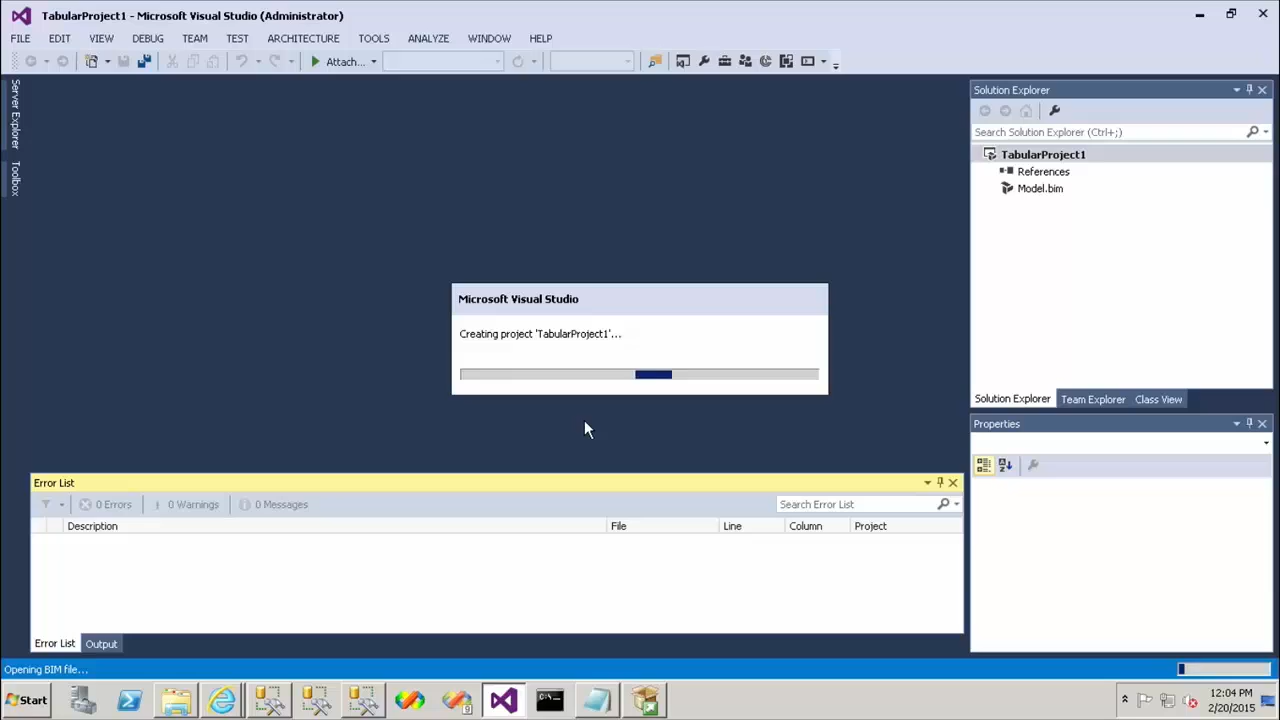 TabularProject1 - Microsoft Visual Studio (Administrator)
FILE EDIT VIEW DEBUG TEAM TEST ARCHITECTURE TOOLS ANALYZE WINDOW HELP
Attach...
Server Explorer
Toolbox
Solution Explorer
Search Solution Explorer (Ctrl+;)
TabularProject1
References
Model.bim
Microsoft Visual Studio
Creating project 'TabularProject1'...
Solution Explorer Team Explorer Class View
Properties
Error List
0 Errors 0 Warnings 0 Messages Search Error List
Description File Line Column Project
Error List Output
Opening BIM file...
Start
12:04 PM
2/20/2015